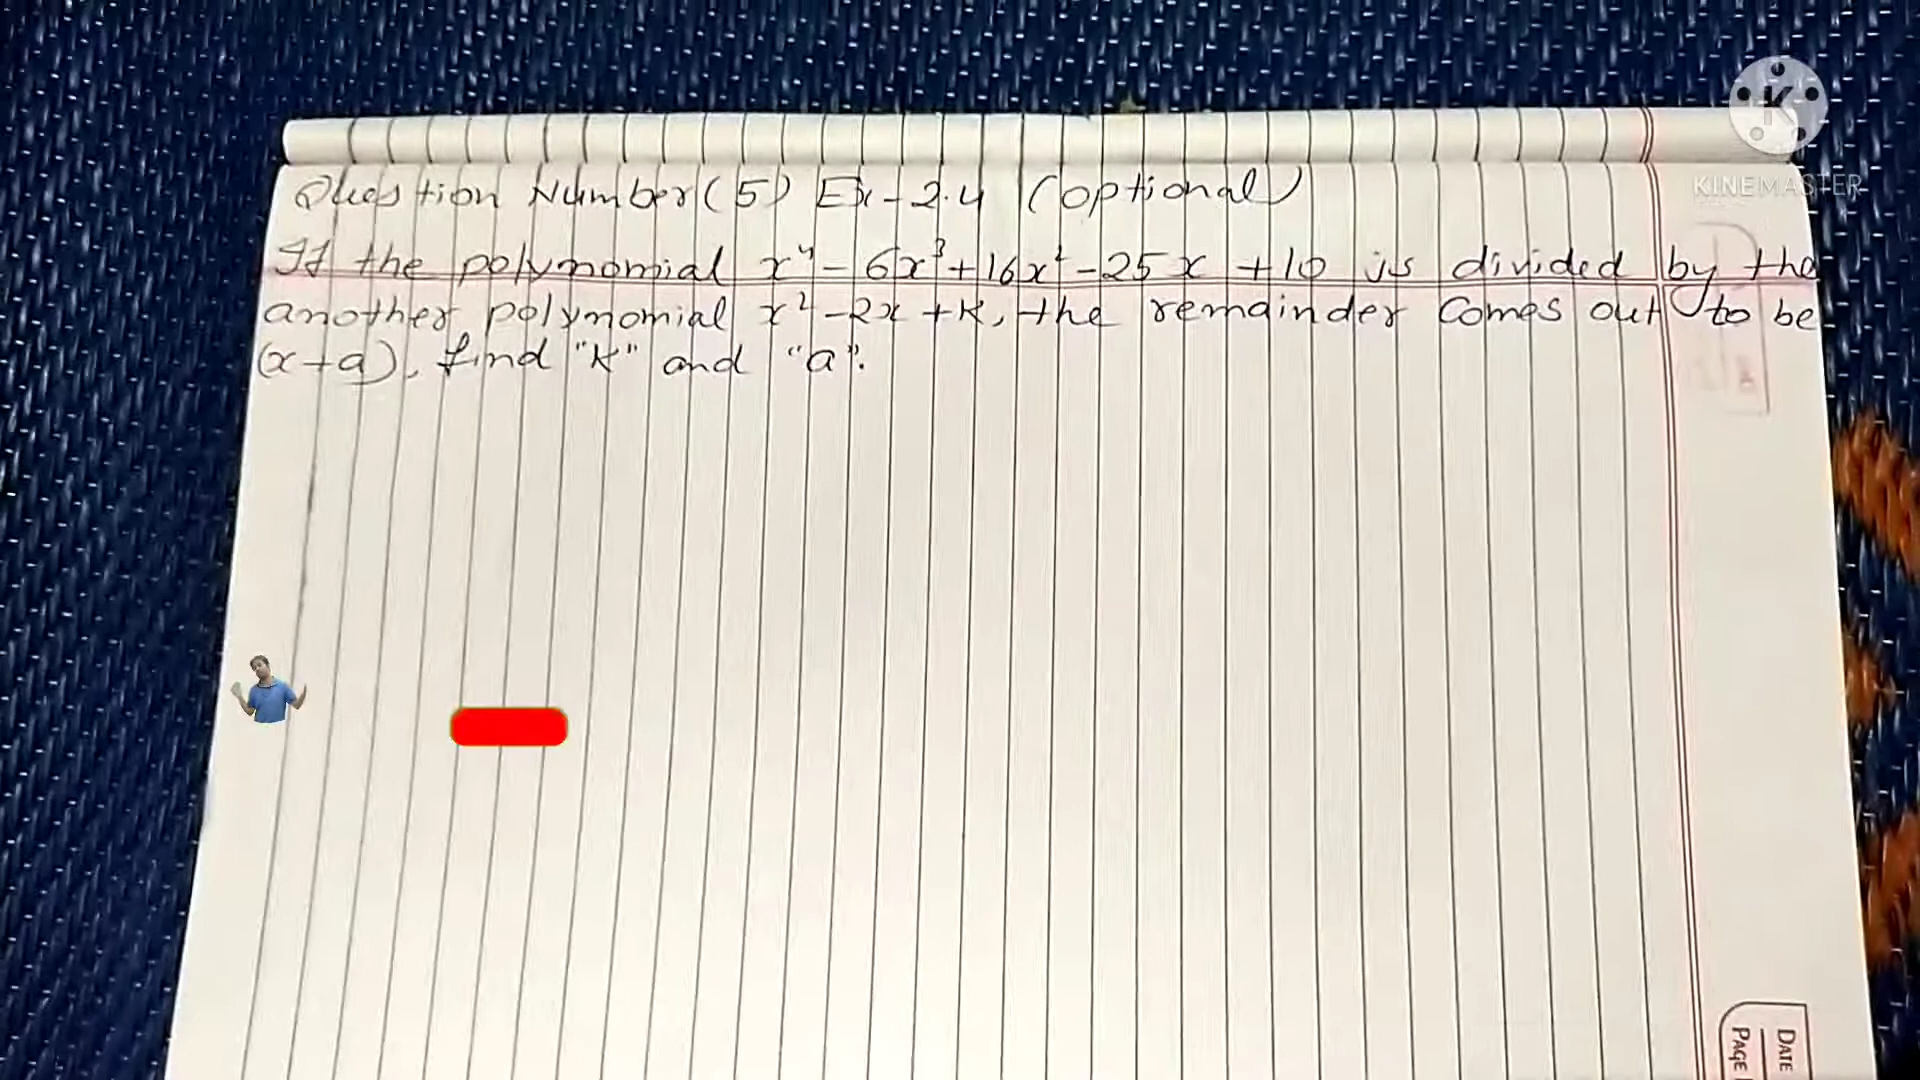 Question Number (5) Ex-2.4 (optional)
If the polynomial x⁴ - 6x³ + 16x² - 25x + 10 is divided by the
another polynomial x² - 2x + K, the remainder comes out to be
(x+a), find "K" and "a".
KINEMASTER
DATE
PAGE